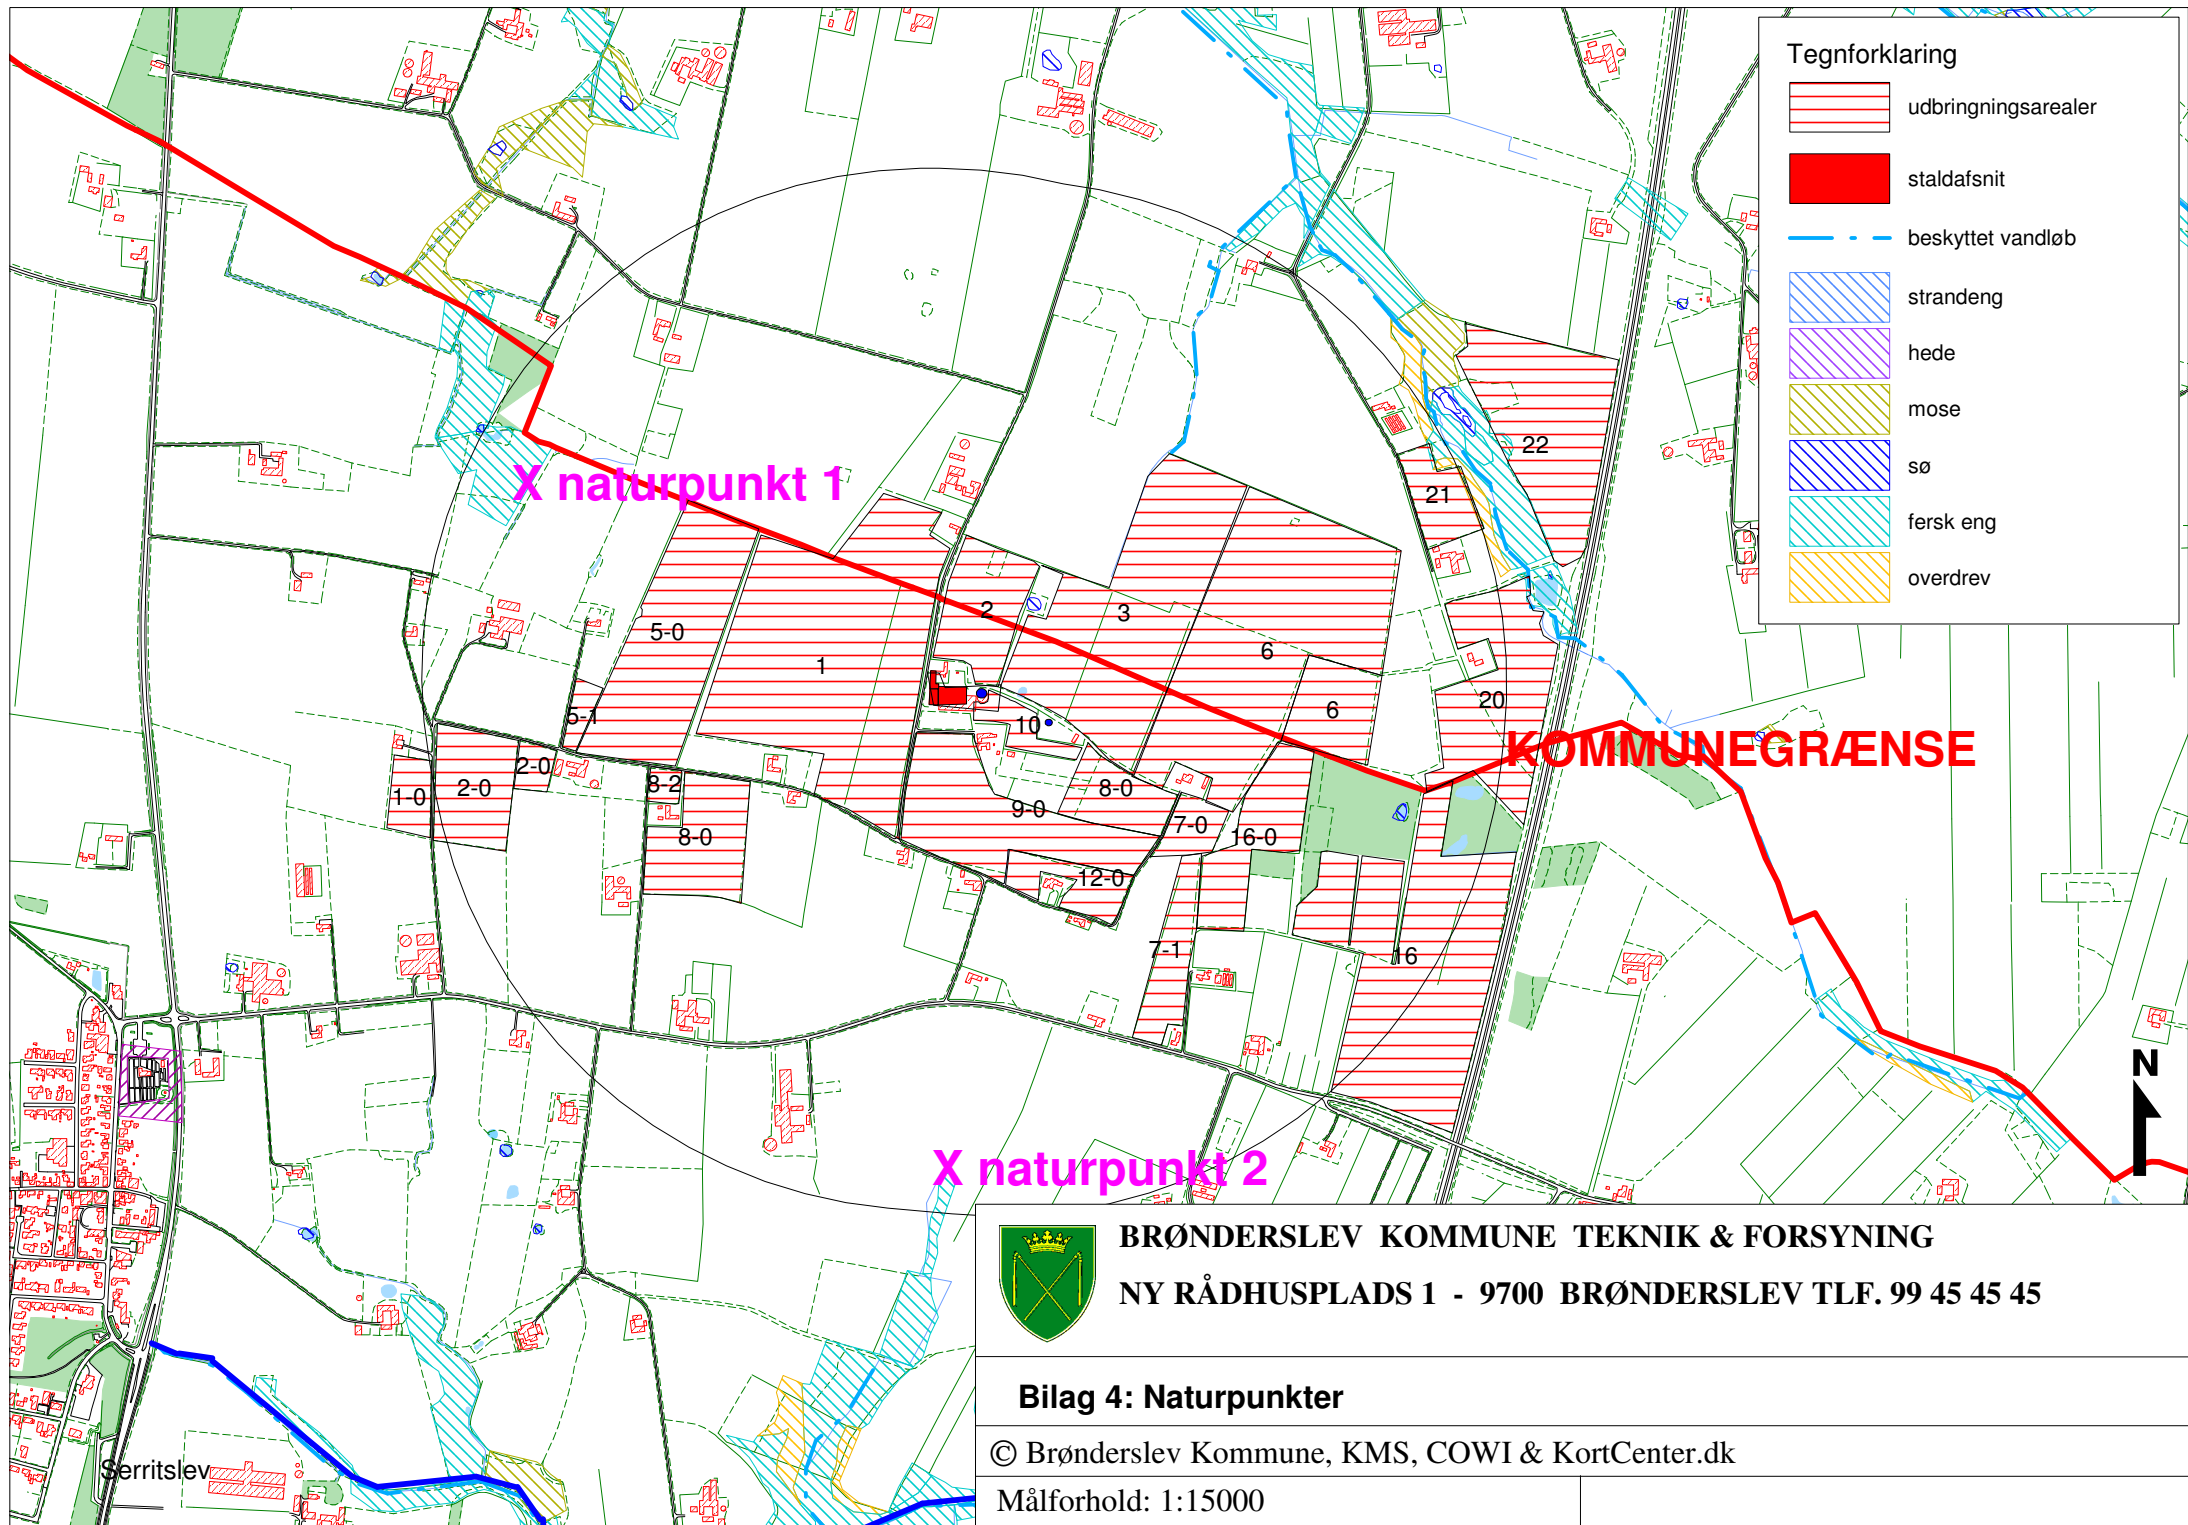 Tegnforklaring
udbringningsarealer
staldafsnit
beskyttet vandløb
strandeng
hede
mose
sø
fersk eng
overdrev
22
X naturpunkt 1
21
2
3
5-0
1
6
5-1
10
6
20
KOMMUNEGRÆNSE
2-0
1-0
2-0
8-2
8-0
9-0
8-0
7-0
16-0
12-0
7-1
16
N
X naturpunkt 2
BRØNDERSLEV KOMMUNE TEKNIK & FORSYNING
NY RÅDHUSPLADS 1 - 9700 BRØNDERSLEV TLF. 99 45 45 45
Bilag 4: Naturpunkter
© Brønderslev Kommune, KMS, COWI & KortCenter.dk
Serritslev
Målforhold: 1:15000